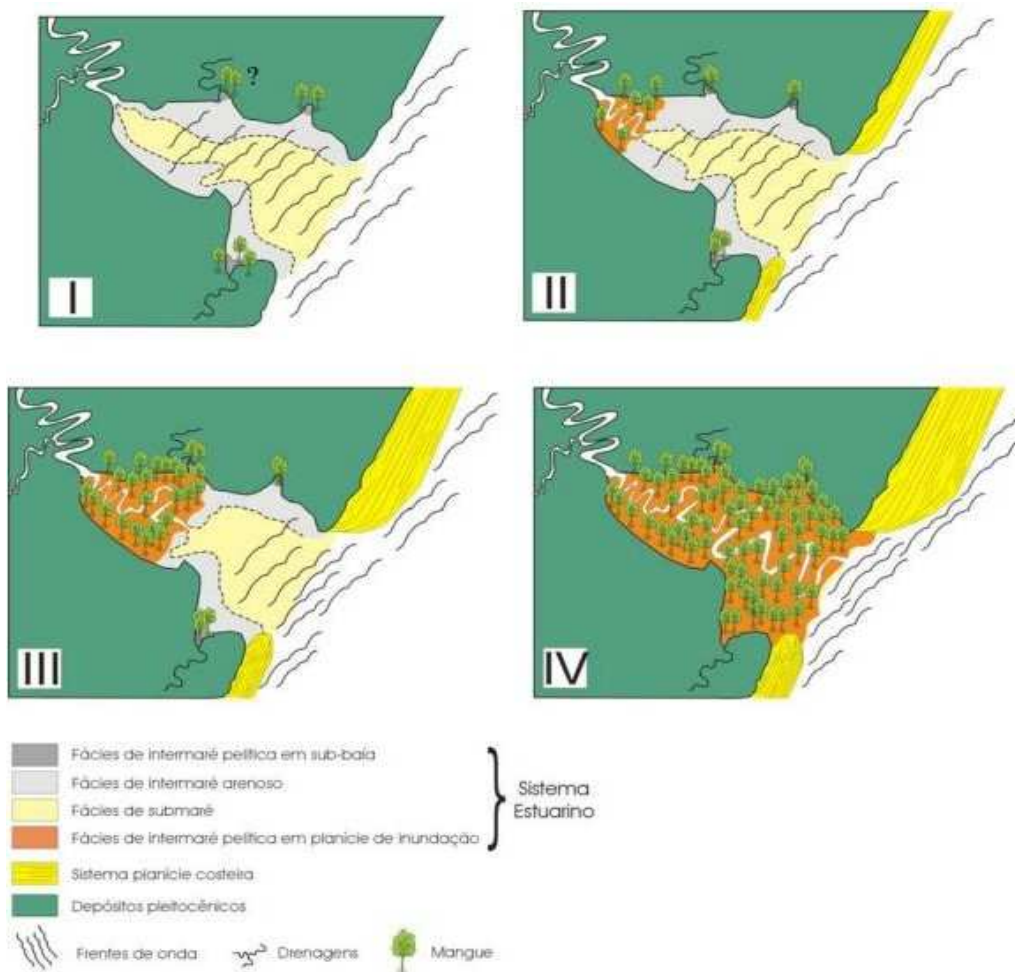 ?
I
II
III
IV
Fácies de intermaré pelítica em sub-baía
Fácies de intermaré arenoso
Fácies de submaré
Fácies de intermaré pelítica em planície de inundação
Sistema
Estuarino
Sistema planície costeira
Depósitos pleitocênicos
Frentes de onda
Drenagens
Mangue